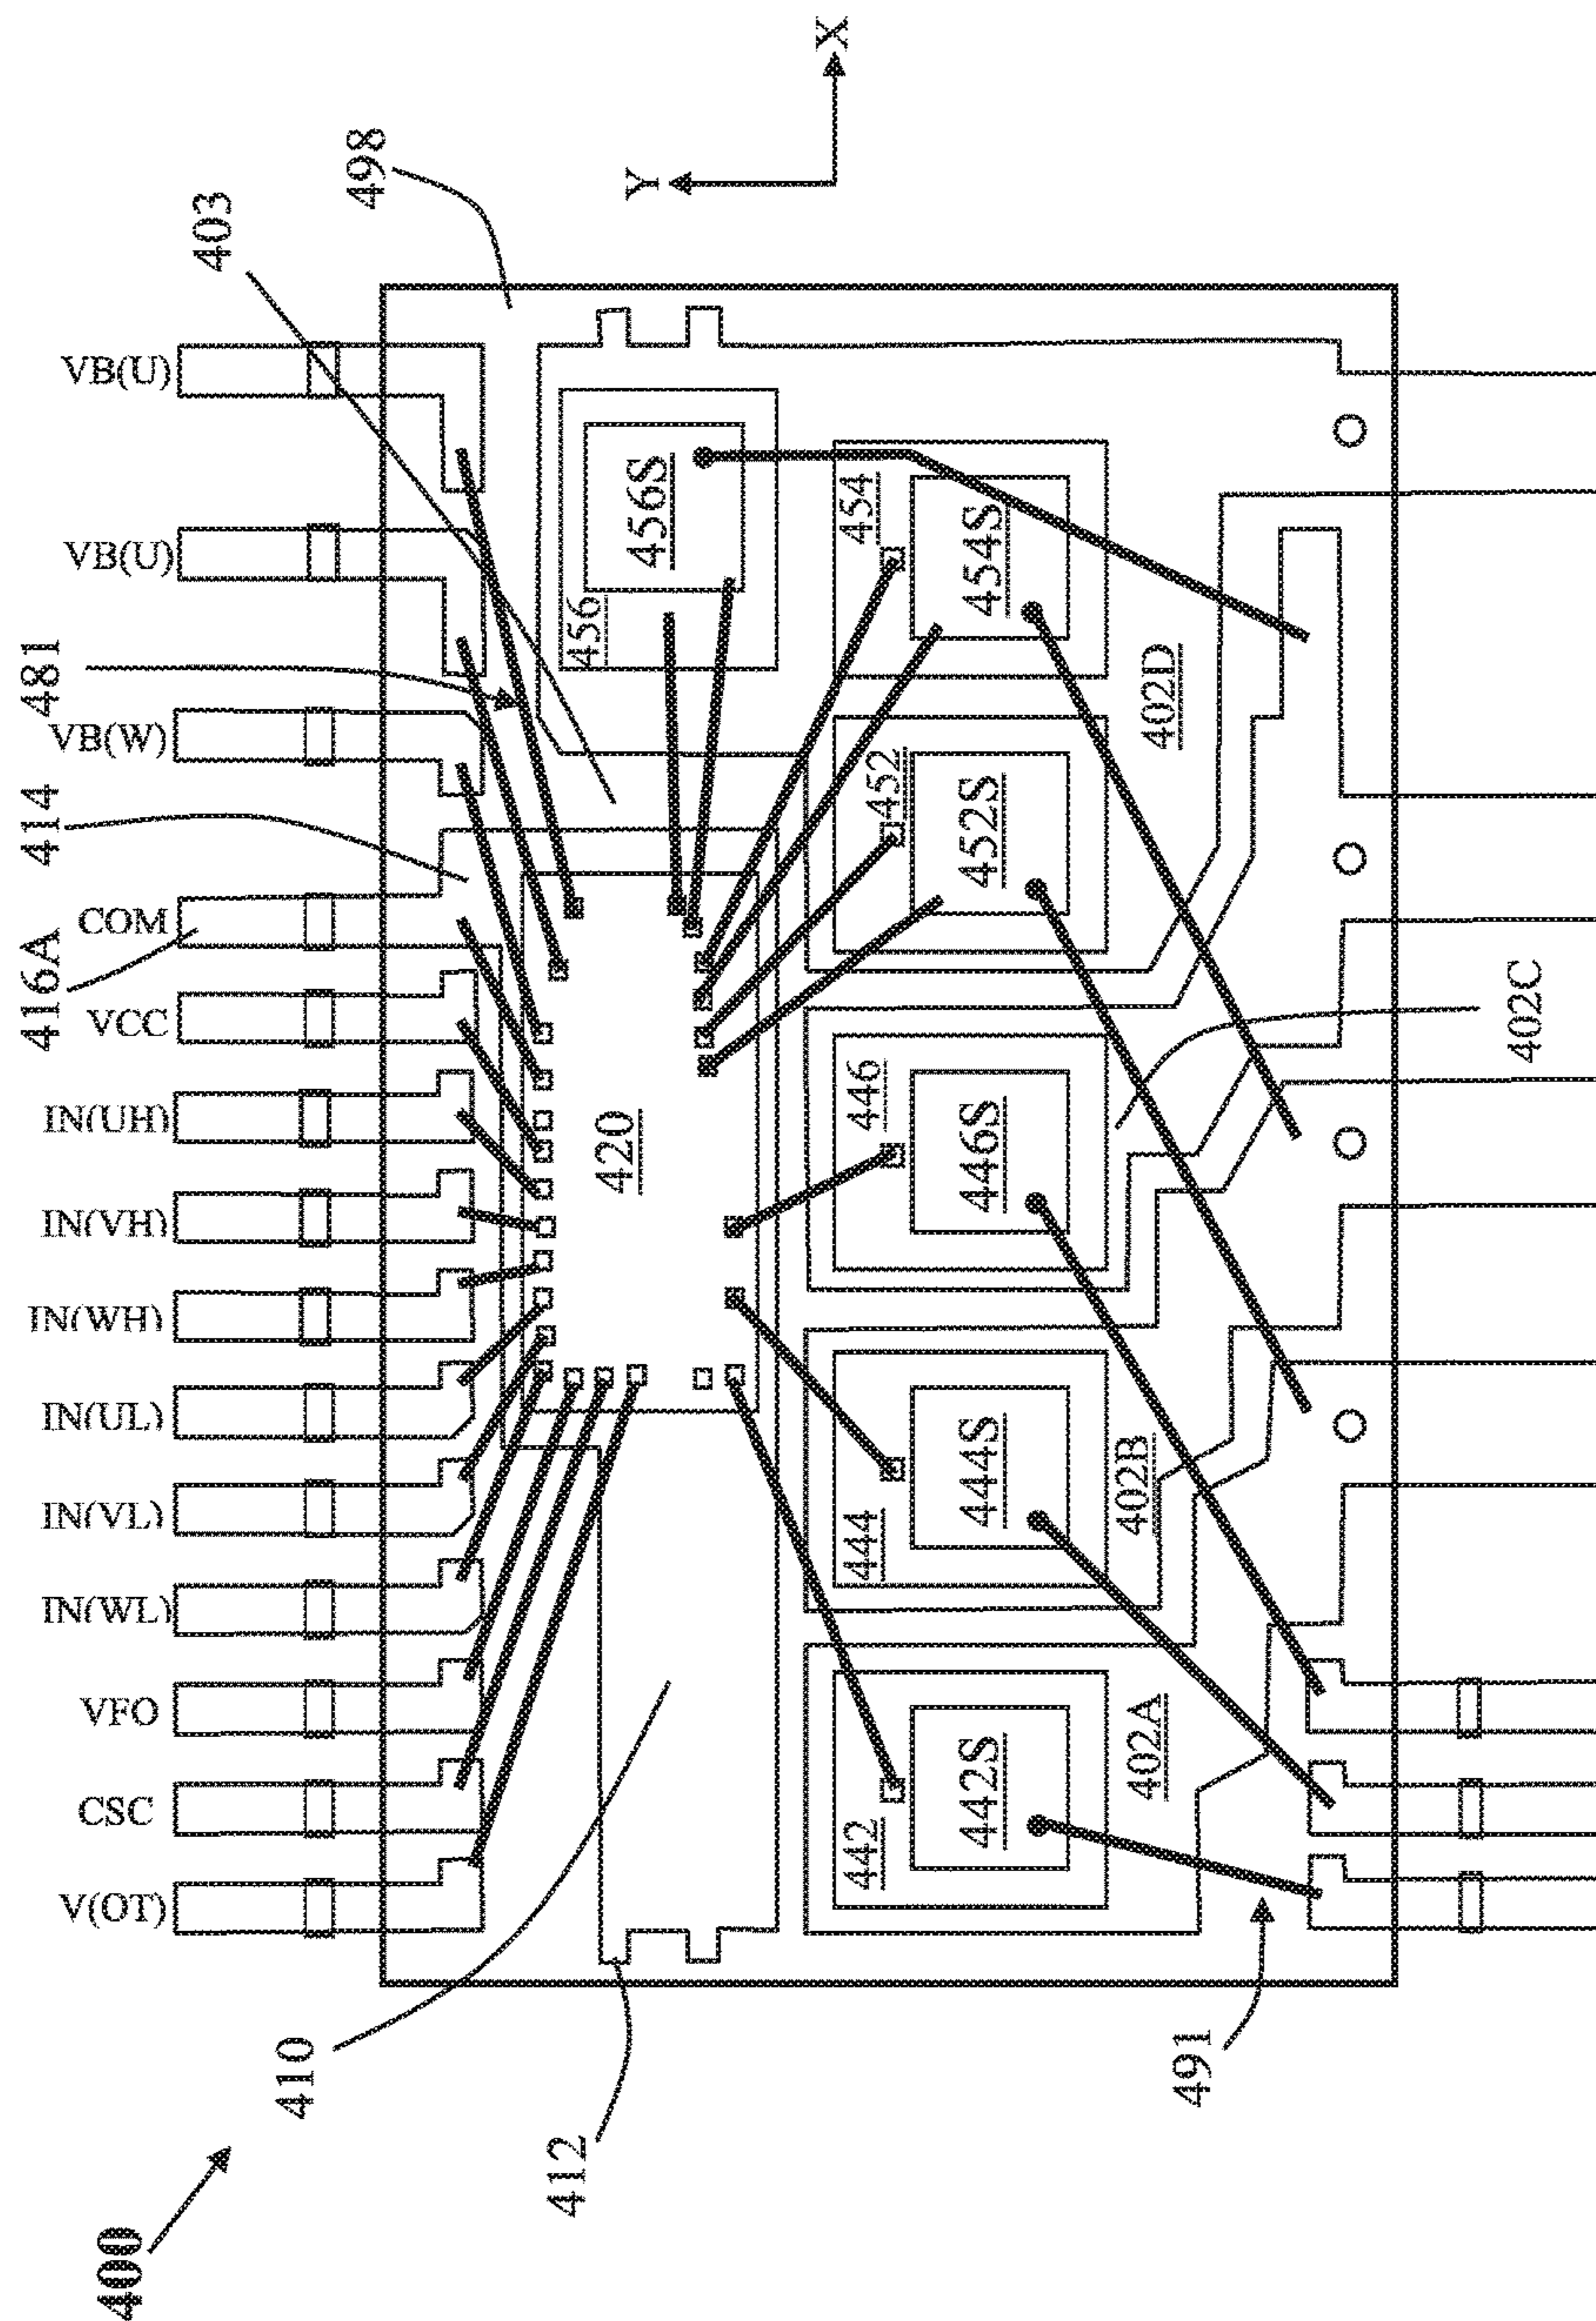 400
410
412
V(OT)
CSC
VFO
IN(WL)
IN(VL)
IN(UL)
IN(WH)
IN(VH)
IN(UH)
VCC
COM
416A
414
VB(W)
481
VB(U)
VB(U)
403
498
Y
X
420
456
456S
442
442S
402A
444
444S
402B
446
446S
402C
452
452S
402D
454
454S
491